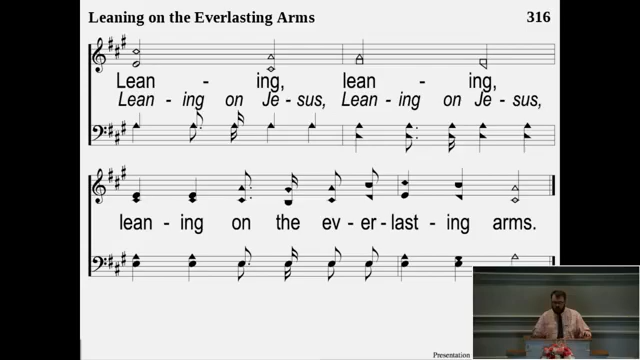 Leaning on the Everlasting Arms 316
Lean - ing, lean - ing,
Lean - ing on Je - sus, Lean - ing on Je - sus,
lean - ing on the ev - er - last - ing arms.
Presentation